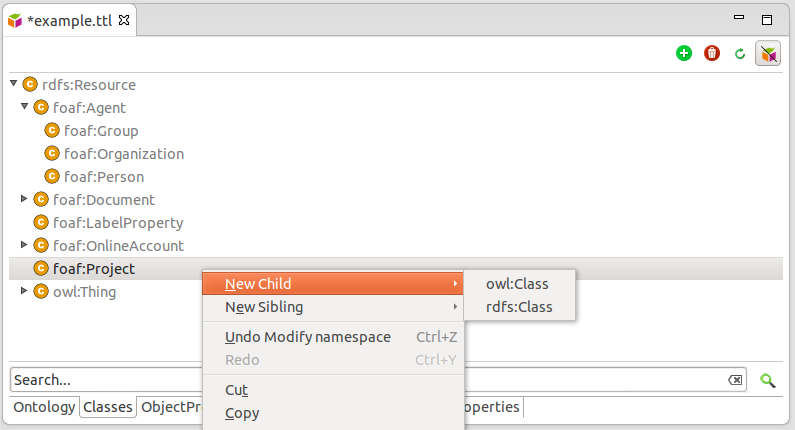 *example.ttl
rdfs:Resource
foaf:Agent
foaf:Group
foaf:Organization
foaf:Person
foaf:Document
foaf:LabelProperty
foaf:OnlineAccount
foaf:Project
owl:Thing
New Child
owl:Class
New Sibling
rdfs:Class
Undo Modify namespace Ctrl+Z
Redo Ctrl+Y
Cut
Copy
Search...
Ontology Classes ObjectPr operties